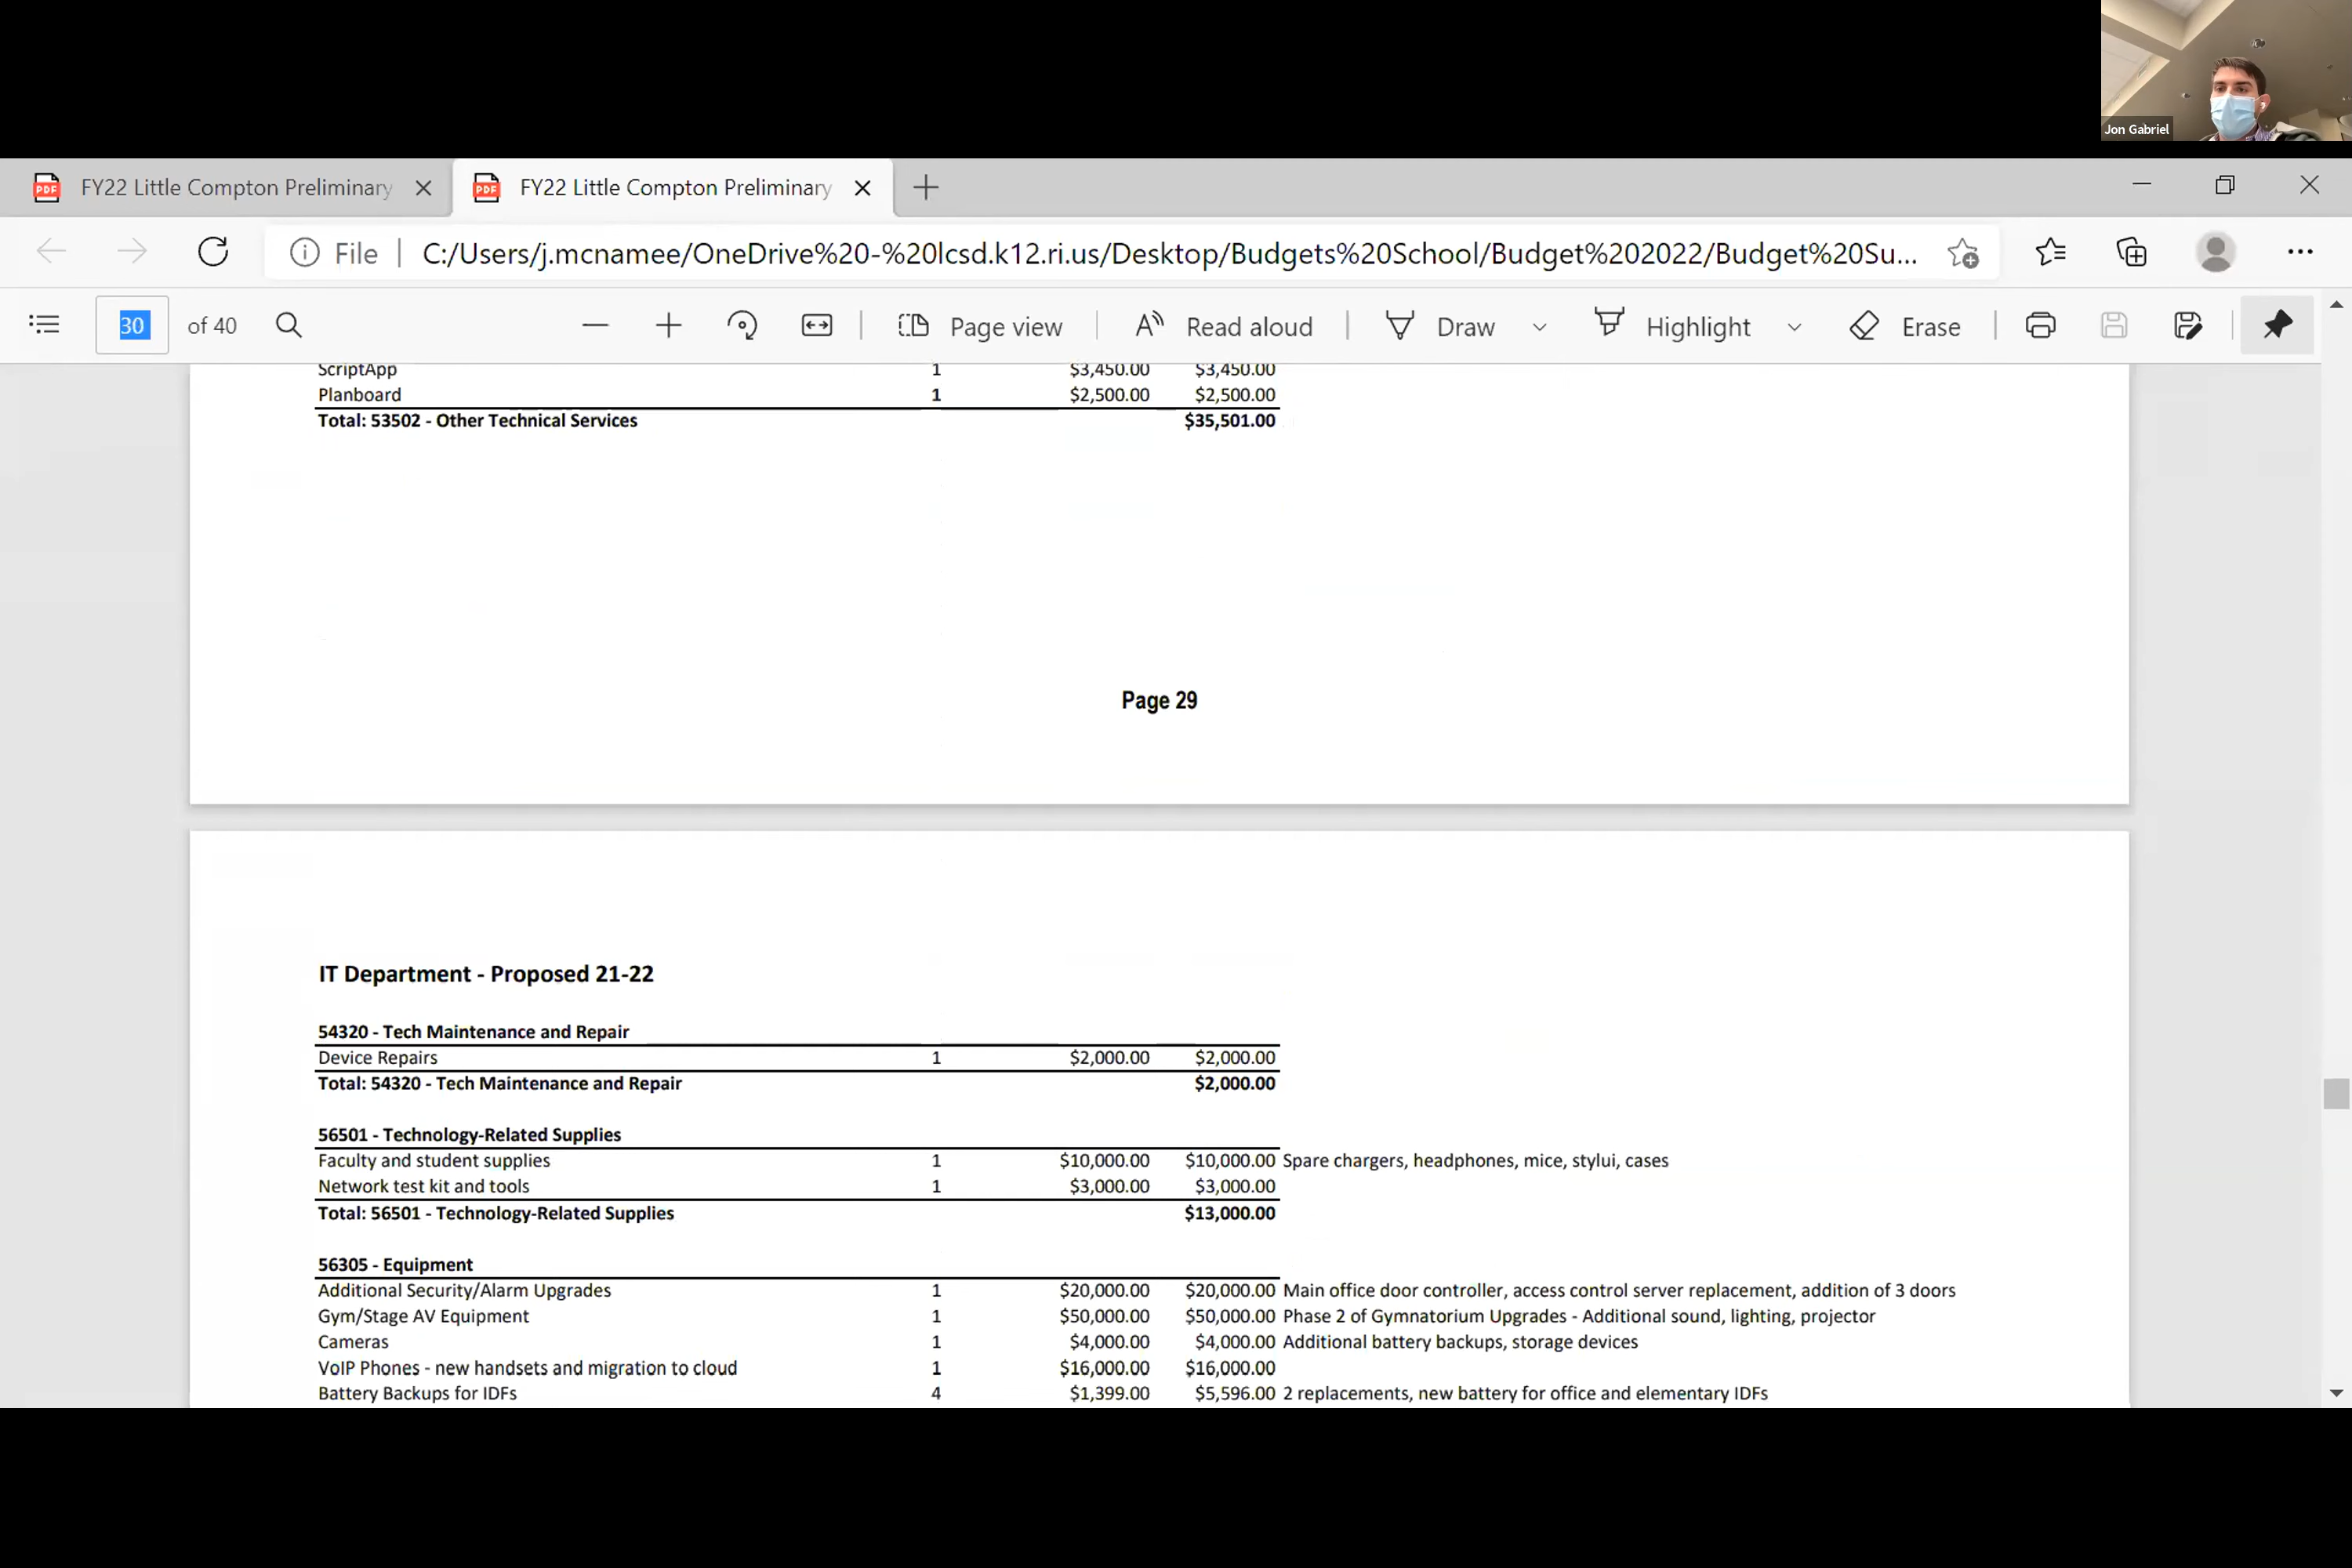 Jon Gabriel
FY22 Little Compton Preliminary
FY22 Little Compton Preliminary
File
C:/Users/j.mcnamee/OneDrive%20-%20lcsd.k12.ri.us/Desktop/Budgets%20School/Budget%202022/Budget%20Su...
30 of 40
Page view
Read aloud
Draw
Highlight
Erase
ScriptApp 1 $3,450.00 $3,450.00
Planboard 1 $2,500.00 $2,500.00
Total: 53502 - Other Technical Services $35,501.00
Page 29
IT Department - Proposed 21-22
54320 - Tech Maintenance and Repair
Device Repairs 1 $2,000.00 $2,000.00
Total: 54320 - Tech Maintenance and Repair $2,000.00
56501 - Technology-Related Supplies
Faculty and student supplies 1 $10,000.00 $10,000.00 Spare chargers, headphones, mice, stylui, cases
Network test kit and tools 1 $3,000.00 $3,000.00
Total: 56501 - Technology-Related Supplies $13,000.00
56305 - Equipment
Additional Security/Alarm Upgrades 1 $20,000.00 $20,000.00 Main office door controller, access control server replacement, addition of 3 doors
Gym/Stage AV Equipment 1 $50,000.00 $50,000.00 Phase 2 of Gymnatorium Upgrades - Additional sound, lighting, projector
Cameras 1 $4,000.00 $4,000.00 Additional battery backups, storage devices
VoIP Phones - new handsets and migration to cloud 1 $16,000.00 $16,000.00
Battery Backups for IDFs 4 $1,399.00 $5,596.00 2 replacements, new battery for office and elementary IDFs